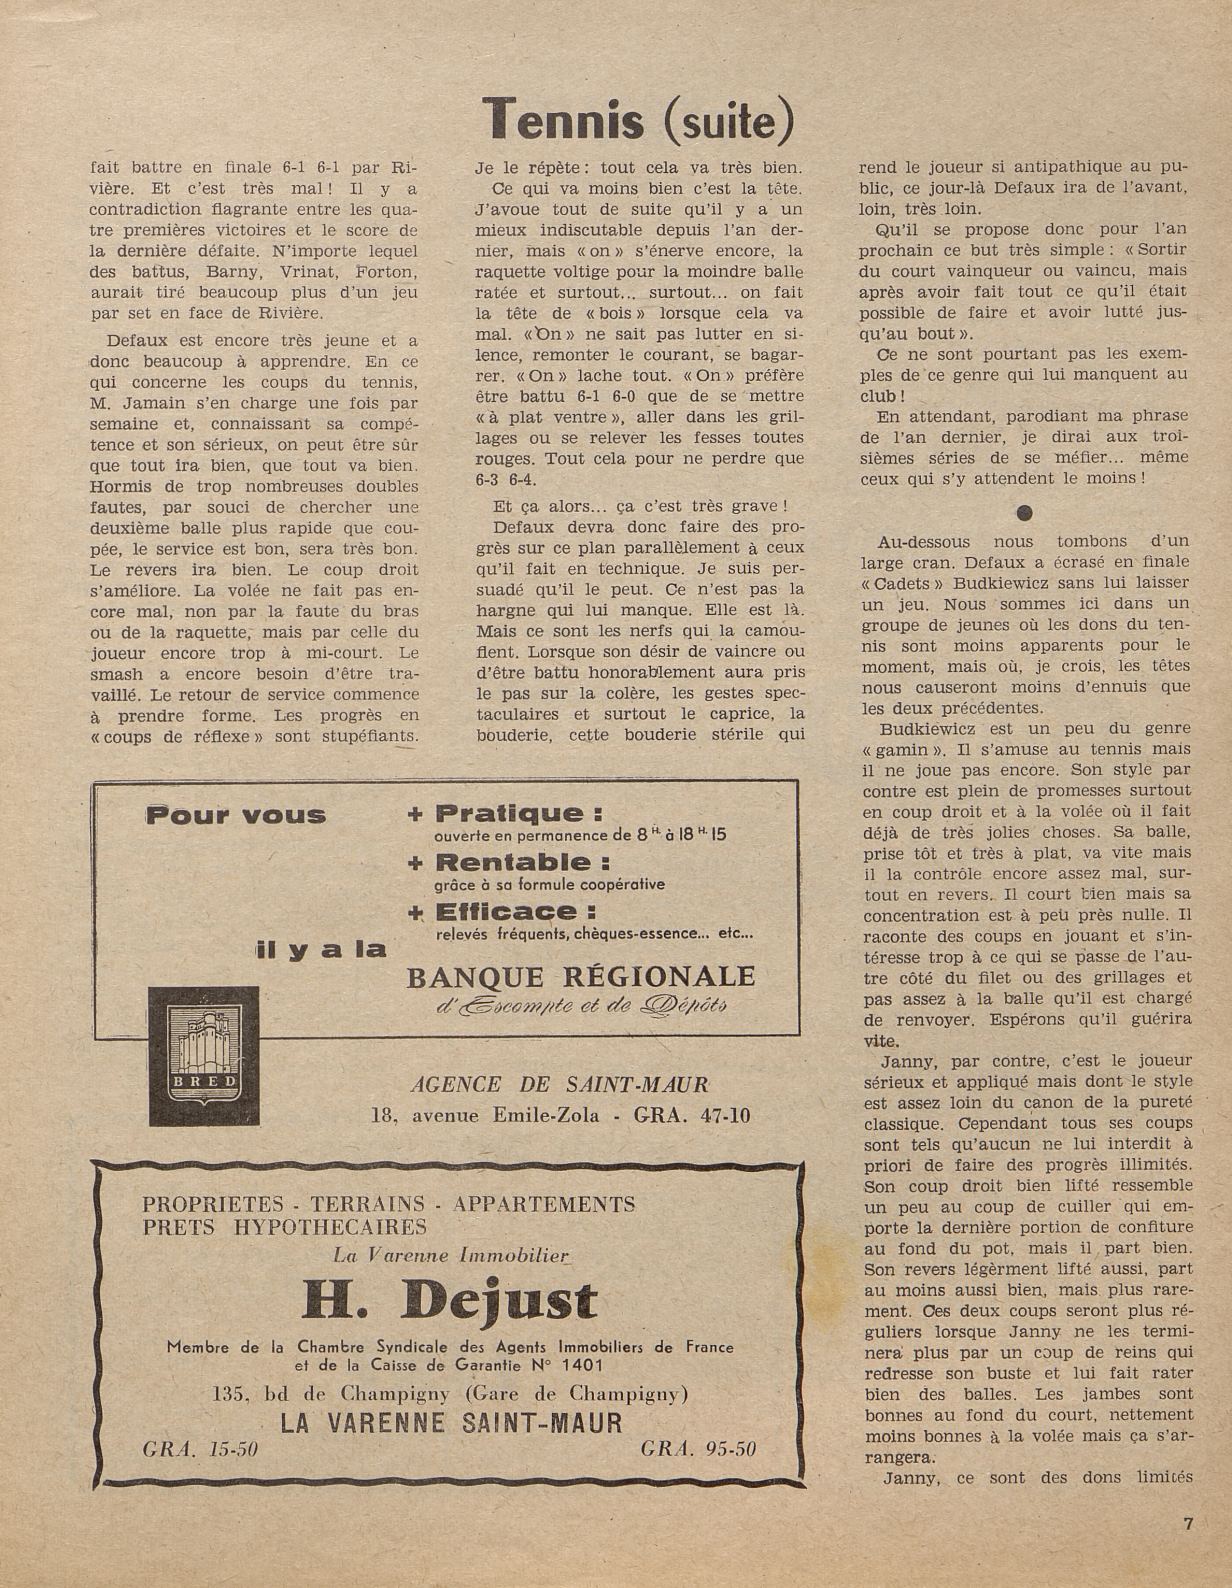 Tennis (suite)
fait battre en finale 6-1 6-1 par Ri-
vière. Et c'est très mal ! Il y a
contradiction flagrante entre les qua-
tre premières victoires et le score de
la dernière défaite. N'importe lequel
des battus, Barny, Vrinat, Forton,
aurait tiré beaucoup plus d'un jeu
par set en face de Rivière.
Defaux est encore très jeune et a
donc beaucoup à apprendre. En ce
qui concerne les coups du tennis,
M. Jamain s'en charge une fois par
semaine et, connaissant sa compé-
tence et son sérieux, on peut être sûr
que tout ira bien, que tout va bien.
Hormis de trop nombreuses doubles
fautes, par souci de chercher une
deuxième balle plus rapide que cou-
pée, le service est bon, sera très bon.
Le revers ira bien. Le coup droit
s'améliore. La volée ne fait pas en-
core mal, non par la faute du bras
ou de la raquette, mais par celle du
joueur encore trop à mi-court. Le
smash a encore besoin d'être tra-
vaillé. Le retour de service commence
à prendre forme. Les progrès en
« coups de réflexe » sont stupéfiants.
Je le répète : tout cela va très bien.
Ce qui va moins bien c'est la tête.
J'avoue tout de suite qu'il y a un
mieux indiscutable depuis l'an der-
nier, mais « on » s'énerve encore, la
raquette voltige pour la moindre balle
ratée et surtout... surtout... on fait
la tête de « bois » lorsque cela va
mal. « On » ne sait pas lutter en si-
lence, remonter le courant, se bagar-
rer. « On » lache tout. « On » préfère
être battu 6-1 6-0 que de se mettre
« à plat ventre », aller dans les gril-
lages ou se relever les fesses toutes
rouges. Tout cela pour ne perdre que
6-3 6-4.
Et ça alors... ça c'est très grave !
Defaux devra donc faire des pro-
grès sur ce plan parallèlement à ceux
qu'il fait en technique. Je suis per-
suadé qu'il le peut. Ce n'est pas la
hargne qui lui manque. Elle est là.
Mais ce sont les nerfs qui la camou-
flent. Lorsque son désir de vaincre ou
d'être battu honorablement aura pris
le pas sur la colère, les gestes spec-
taculaires et surtout le caprice, la
bouderie, cette bouderie stérile qui
rend le joueur si antipathique au pu-
blic, ce jour-là Defaux ira de l'avant,
loin, très loin.
Qu'il se propose donc pour l'an
prochain ce but très simple : « Sortir
du court vainqueur ou vaincu, mais
après avoir fait tout ce qu'il était
possible de faire et avoir lutté jus-
qu'au bout ».
Ce ne sont pourtant pas les exem-
ples de ce genre qui lui manquent au
club !
En attendant, parodiant ma phrase
de l'an dernier, je dirai aux troi-
sièmes séries de se méfier... même
ceux qui s'y attendent le moins !
●
Au-dessous nous tombons d'un
large cran. Defaux a écrasé en finale
« Cadets » Budkiewicz sans lui laisser
un jeu. Nous sommes ici dans un
groupe de jeunes où les dons du ten-
nis sont moins apparents pour le
moment, mais où, je crois, les têtes
nous causeront moins d'ennuis que
les deux précédentes.
Budkiewicz est un peu du genre
« gamin ». Il s'amuse au tennis mais
il ne joue pas encore. Son style par
contre est plein de promesses surtout
en coup droit et à la volée où il fait
déjà de très jolies choses. Sa balle,
prise tôt et très à plat, va vite mais
il la contrôle encore assez mal, sur-
tout en revers. Il court bien mais sa
concentration est à peu près nulle. Il
raconte des coups en jouant et s'in-
téresse trop à ce qui se passe de l'au-
tre côté du filet ou des grillages et
pas assez à la balle qu'il est chargé
de renvoyer. Espérons qu'il guérira
vite.
Janny, par contre, c'est le joueur
sérieux et appliqué mais dont le style
est assez loin du canon de la pureté
classique. Cependant tous ses coups
sont tels qu'aucun ne lui interdit à
priori de faire des progrès illimités.
Son coup droit bien lifté ressemble
un peu au coup de cuiller qui em-
porte la dernière portion de confiture
au fond du pot, mais il part bien.
Son revers légèrment lifté aussi, part
au moins aussi bien, mais plus rare-
ment. Ces deux coups seront plus ré-
guliers lorsque Janny ne les termi-
nera plus par un coup de reins qui
redresse son buste et lui fait rater
bien des balles. Les jambes sont
bonnes au fond du court, nettement
moins bonnes à la volée mais ça s'ar-
rangera.
Janny, ce sont des dons limités
Pour vous
+ Pratique :
ouverte en permanence de 8 H. à 18 H. 15
+ Rentable :
grâce à sa formule coopérative
+ Efficace :
relevés fréquents, chèques-essence... etc...
il y a la
BANQUE RÉGIONALE
d'Escompte et de Dépôts
BRED
AGENCE DE SAINT-MAUR
18, avenue Emile-Zola - GRA. 47-10
PROPRIETES - TERRAINS - APPARTEMENTS
PRETS HYPOTHECAIRES
La Varenne Immobilier
H. Dejust
Membre de la Chambre Syndicale des Agents Immobiliers de France
et de la Caisse de Garantie N° 1401
135, bd de Champigny (Gare de Champigny)
LA VARENNE SAINT-MAUR
GRA. 15-50 GRA. 95-50
7